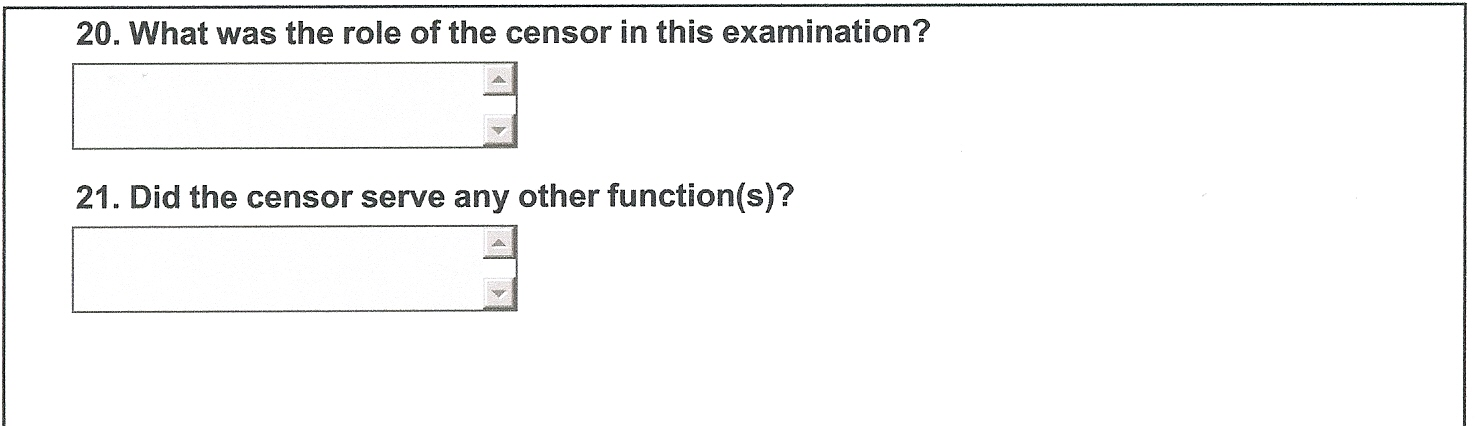 20. What was the role of the censor in this examination?
21. Did the censor serve any other function(s)?